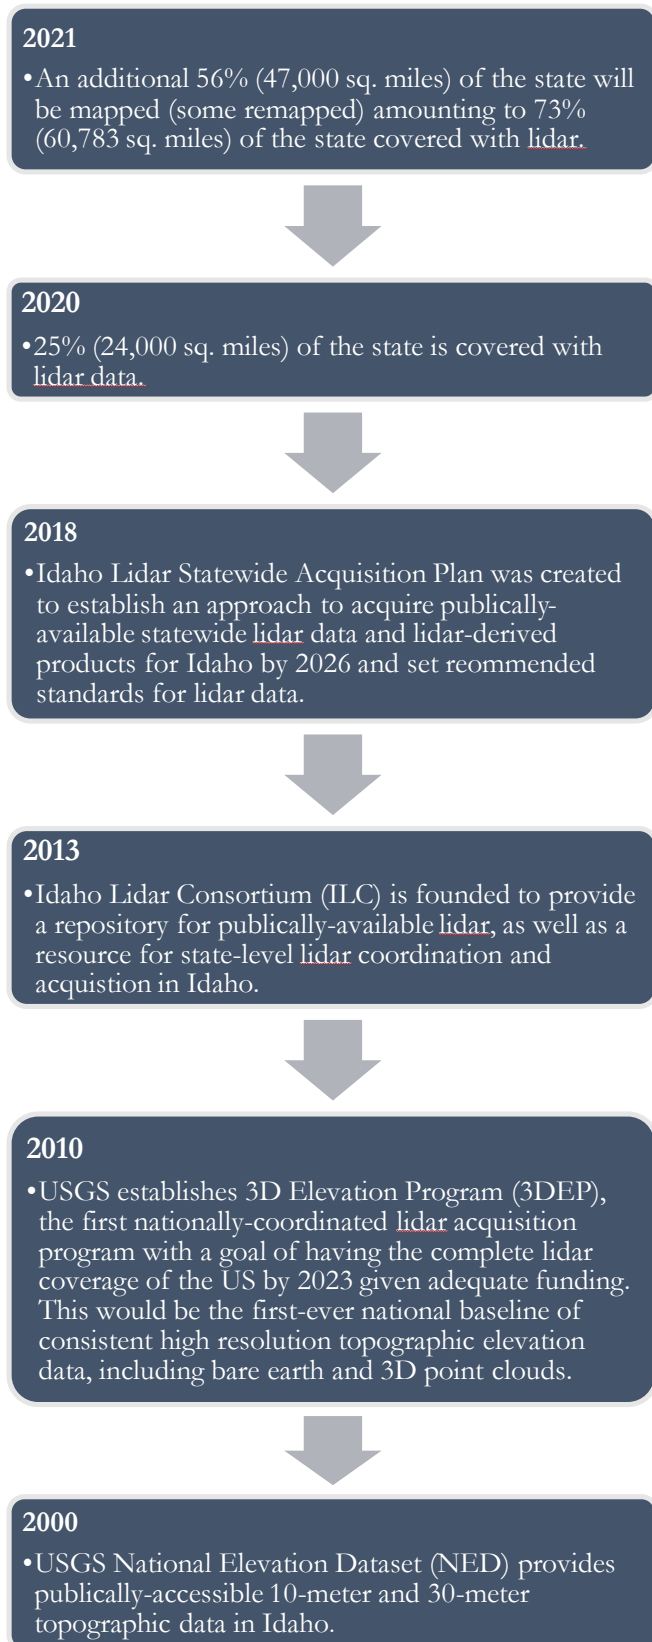 2021
•An additional 56% (47,000 sq. miles) of the state will
be mapped (some remapped) amounting to 73%
(60,783 sq. miles) of the state covered with lidar.
2020
•25% (24,000 sq. miles) of the state is covered with
lidar data.
2018
•Idaho Lidar Statewide Acquisition Plan was created
to establish an approach to acquire publically-
available statewide lidar data and lidar-derived
products for Idaho by 2026 and set reommended
standards for lidar data.
2013
•Idaho Lidar Consortium (ILC) is founded to provide
a repository for publically-available lidar, as well as a
resource for state-level lidar coordination and
acquistion in Idaho.
2010
•USGS establishes 3D Elevation Program (3DEP),
the first nationally-coordinated lidar acquisition
program with a goal of having the complete lidar
coverage of the US by 2023 given adequate funding.
This would be the first-ever national baseline of
consistent high resolution topographic elevation
data, including bare earth and 3D point clouds.
2000
•USGS National Elevation Dataset (NED) provides
publically-accessible 10-meter and 30-meter
topographic data in Idaho.